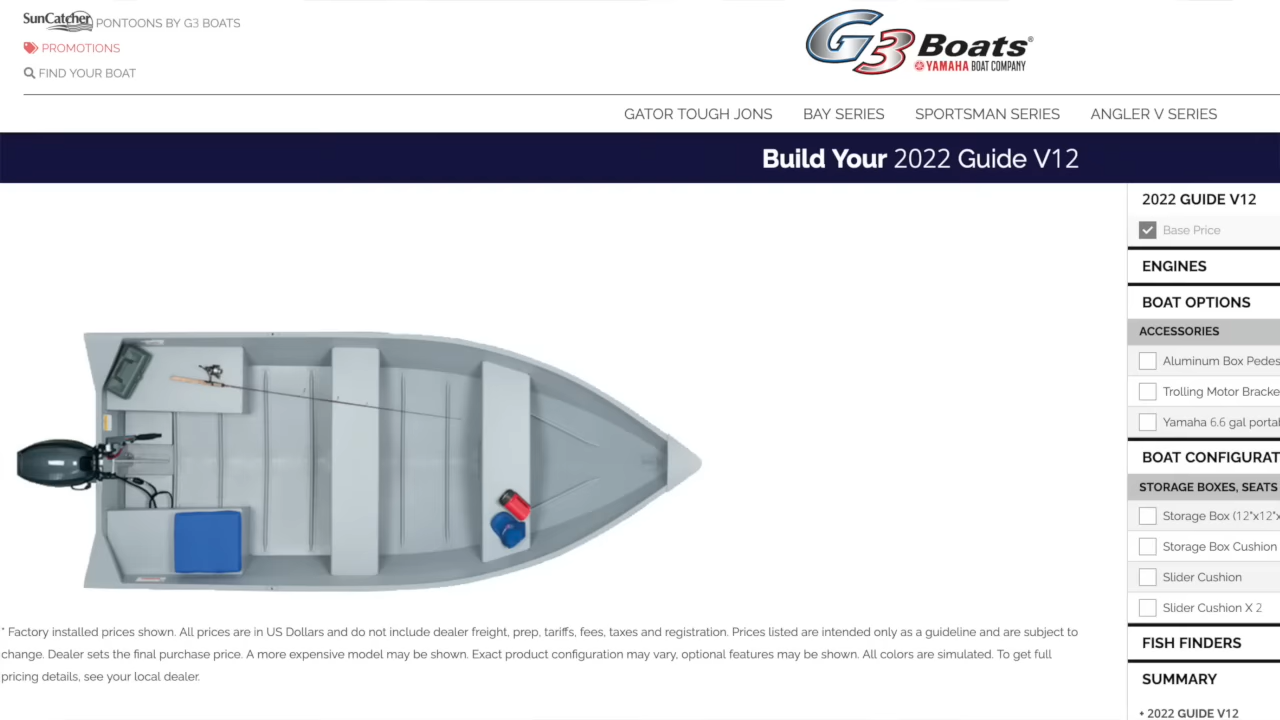 SunCatcher PONTOONS BY G3 BOATS
PROMOTIONS
FIND YOUR BOAT
G3 Boats®
YAMAHA BOAT COMPANY
GATOR TOUGH JONS BAY SERIES SPORTSMAN SERIES ANGLER V SERIES
Build Your 2022 Guide V12
2022 GUIDE V12
Base Price
ENGINES
BOAT OPTIONS
ACCESSORIES
Aluminum Box Pedes
Trolling Motor Bracke
Yamaha 6.6 gal portal
BOAT CONFIGURAT
STORAGE BOXES, SEATS
Storage Box (12"x12"x
Storage Box Cushion
Slider Cushion
Slider Cushion X 2
FISH FINDERS
SUMMARY
+ 2022 GUIDE V12
* Factory installed prices shown. All prices are in US Dollars and do not include dealer freight, prep, tariffs, fees, taxes and registration. Prices listed are intended only as a guideline and are subject to
change. Dealer sets the final purchase price. A more expensive model may be shown. Exact product configuration may vary, optional features may be shown. All colors are simulated. To get full
pricing details, see your local dealer.